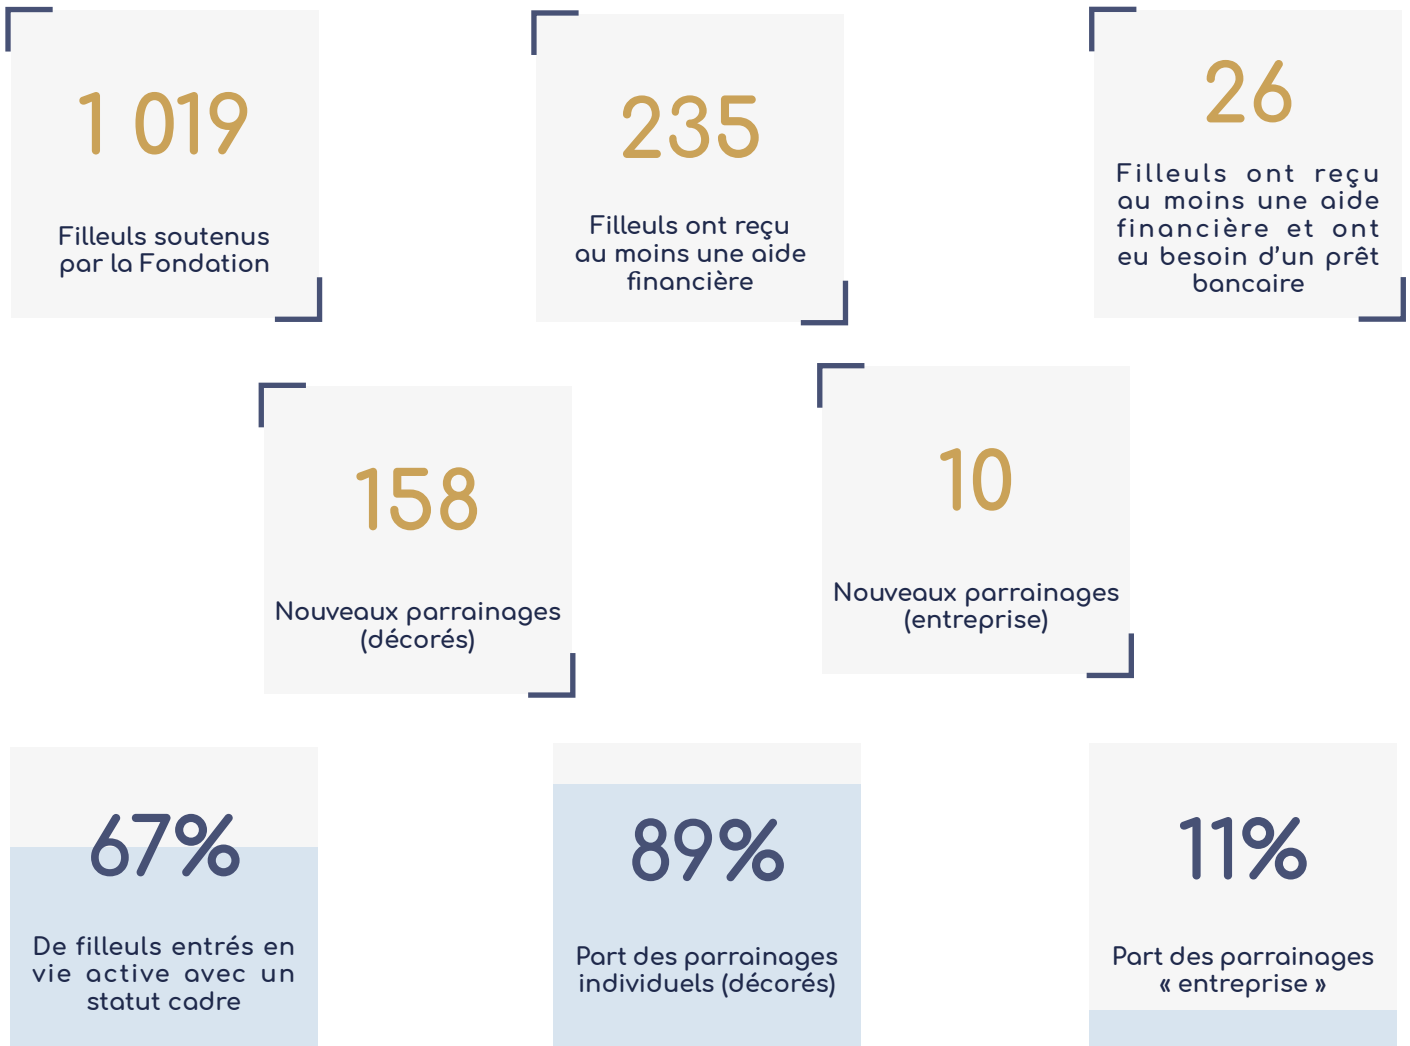 1 019
Filleuls soutenus
par la Fondation
235
Filleuls ont reçu
au moins une aide
financière
26
Filleuls ont reçu
au moins une aide
financière et ont
eu besoin d’un prêt
bancaire
158
Nouveaux parrainages
(décorés)
10
Nouveaux parrainages
(entreprise)
67%
De filleuls entrés en
vie active avec un
statut cadre
89%
Part des parrainages
individuels (décorés)
11%
Part des parrainages
« entreprise »